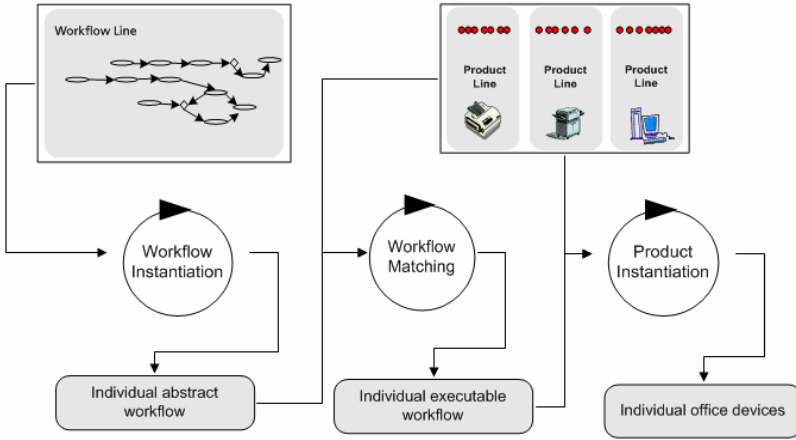 Workflow Line
Product
Line
Product
Line
Product
Line
Workflow
Instantiation
Workflow
Matching
Product
Instantiation
Individual abstract
workflow
Individual executable
workflow
Individual office devices